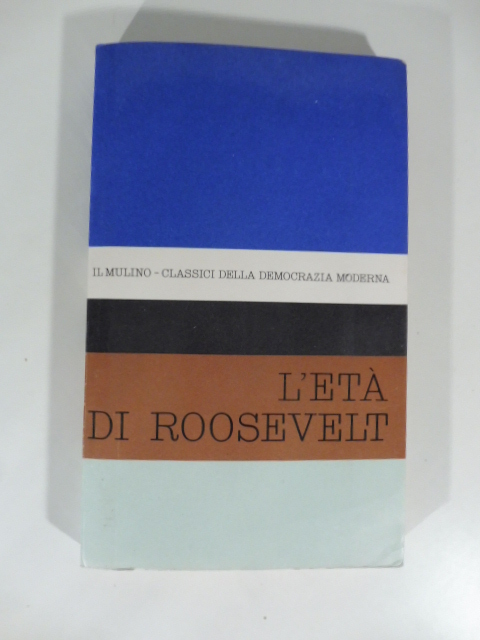 IL MULINO - CLASSICI DELLA DEMOCRAZIA MODERNA
L'ETÀ
DI ROOSEVELT